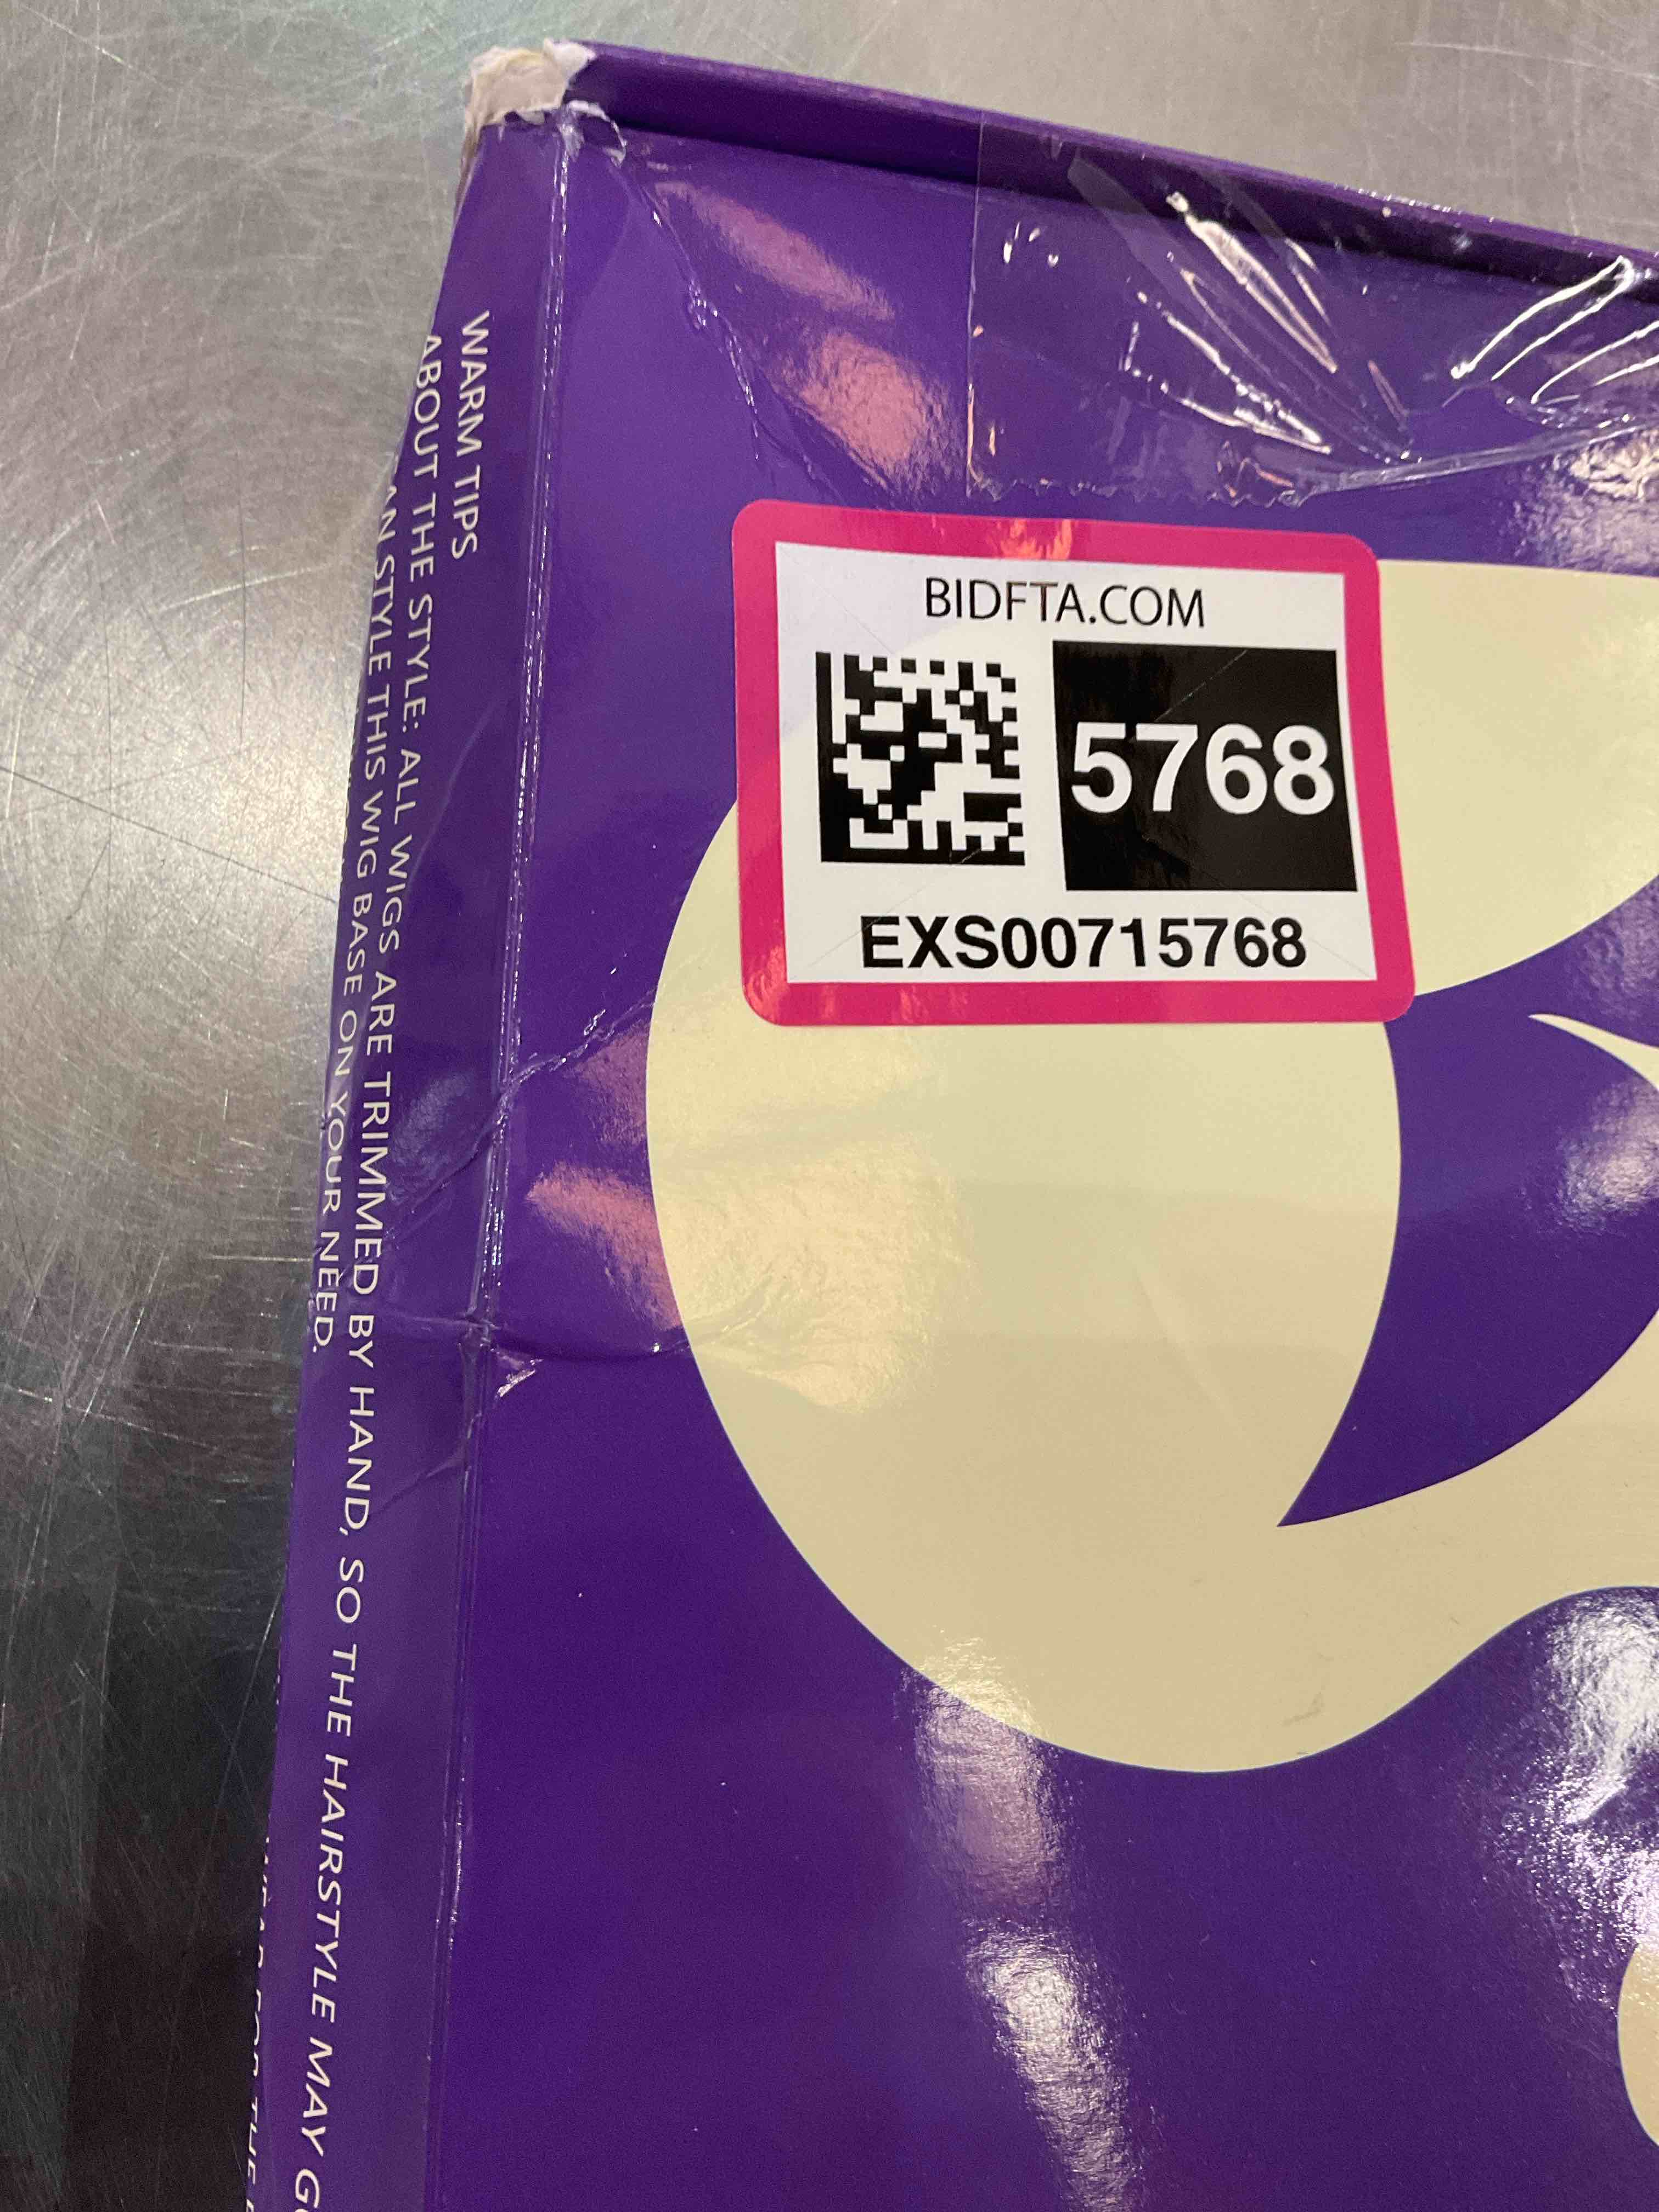 BIDFTA.COM
5768
EXS00715768
WARM TIPS
ABOUT THE STYLE: ALL WIGS ARE TRIMMED BY HAND, SO THE HAIRSTYLE MAY
AN STYLE THIS WIG BASE ON YOUR NEED.